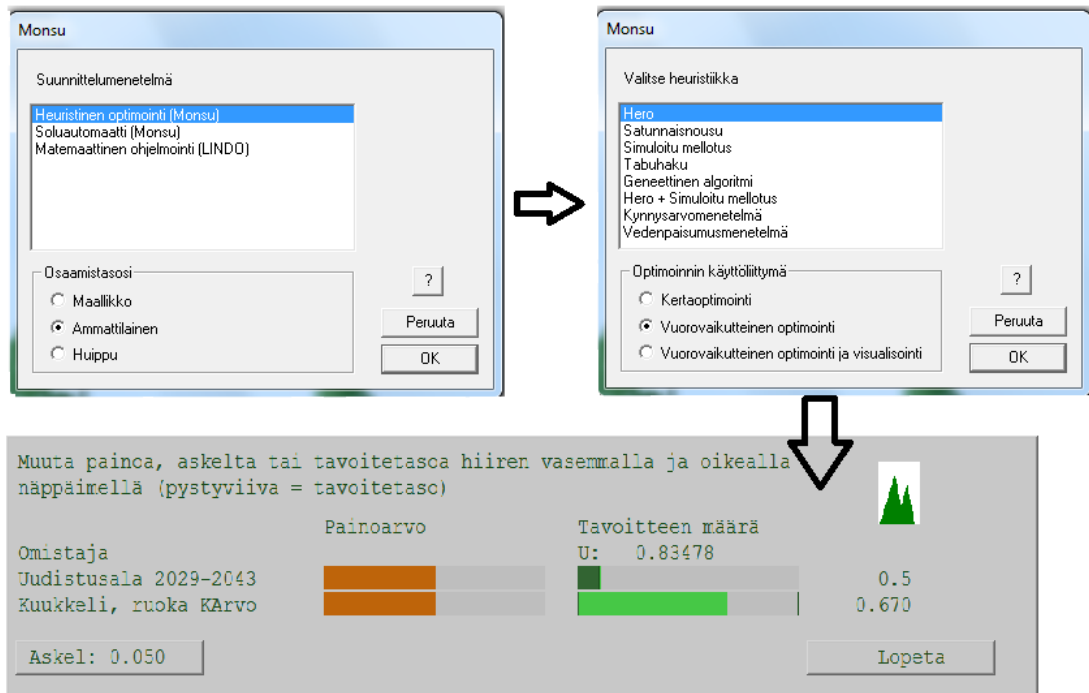 Monsu
Suunnittelumenetelmä
Heuristinen optimointi (Monsu)
Soluautomaatti (Monsu)
Matemaattinen ohjelmointi (LINDO)
Osaamistasosi
Maallikko
Ammattilainen
Huippu
?
Peruuta
OK
Monsu
Valitse heuristiikka
Hero
Satunnaisnousu
Simuloitu mellotus
Tabuhaku
Geneettinen algoritmi
Hero + Simuloitu mellotus
Kynnysarvomenetelmä
Vedenpaisumusmenetelmä
Optimoinnin käyttöliittymä
Kertaoptimointi
Vuorovaikutteinen optimointi
Vuorovaikutteinen optimointi ja visualisointi
?
Peruuta
OK
Muuta painoa, askelta tai tavoitetasoa hiiren vasemmalla ja oikealla
näppäimellä (pystyviiva = tavoitetaso)
Painoarvo Tavoitteen määrä
Omistaja U: 0.83478
Uudistusala 2029-2043 0.5
Kuukkeli, ruoka KArvo 0.670
Askel: 0.050 Lopeta